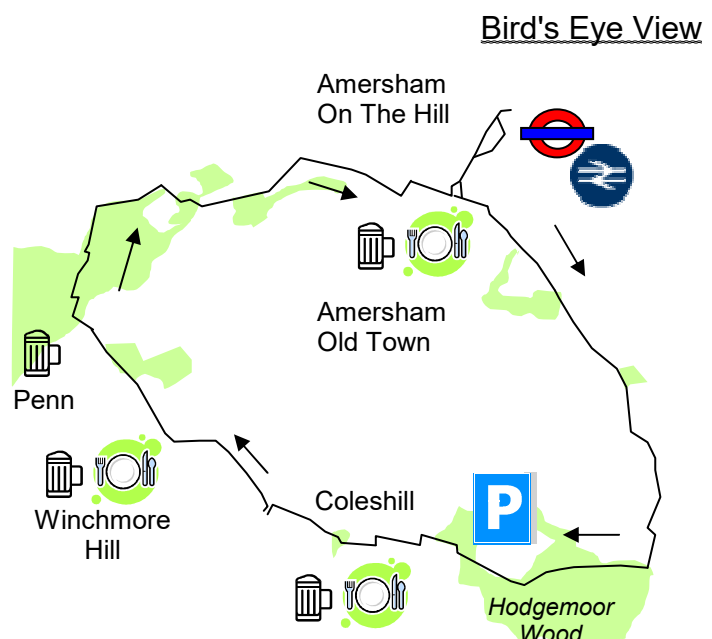 Bird's Eye View
Amersham
On The Hill
Amersham
Old Town
Penn
Winchmore
Hill
Coleshill
P
Hodgemoor
Wood